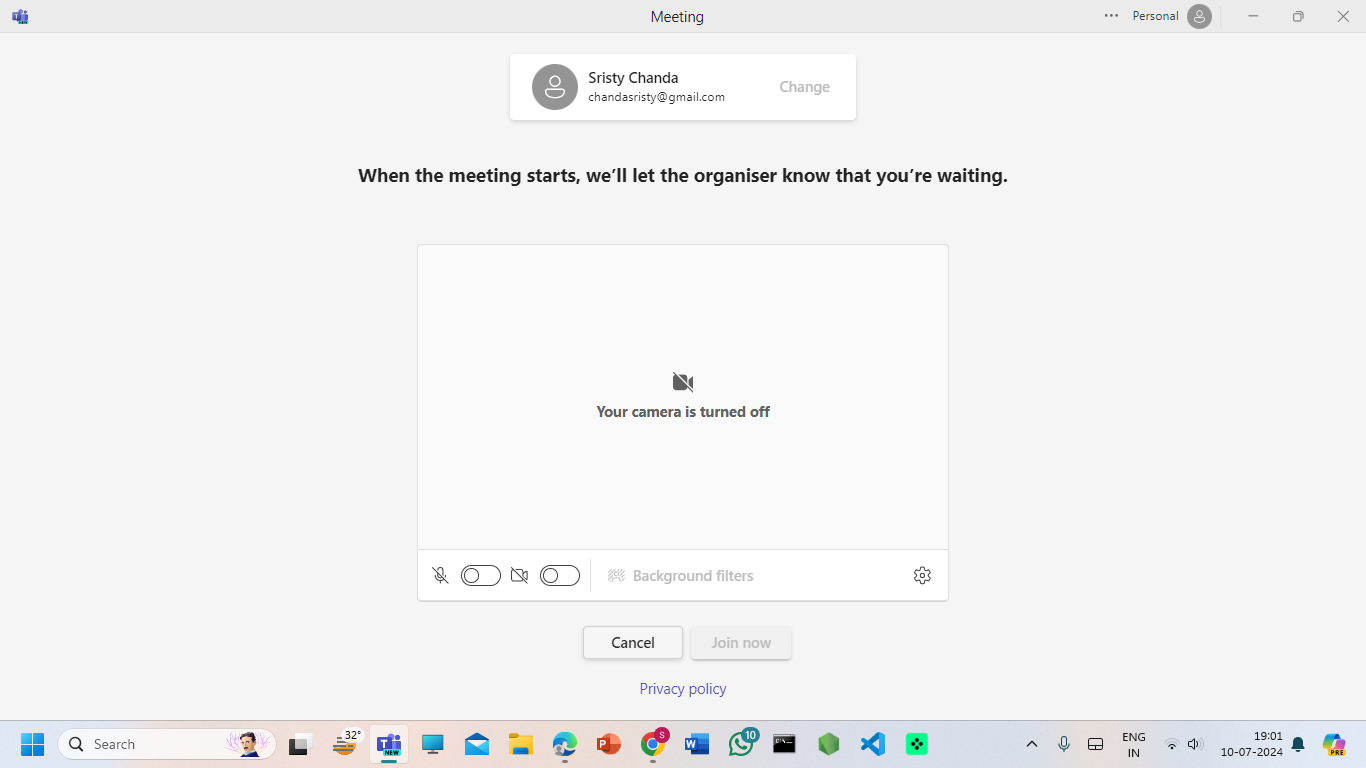 Meeting
Personal
Sristy Chanda
chandasristy@gmail.com
Change
When the meeting starts, we’ll let the organiser know that you’re waiting.
Your camera is turned off
Background filters
Cancel
Join now
Privacy policy
Search
32°
NEW
S
10
ENG
IN
19:01
10-07-2024
PRE